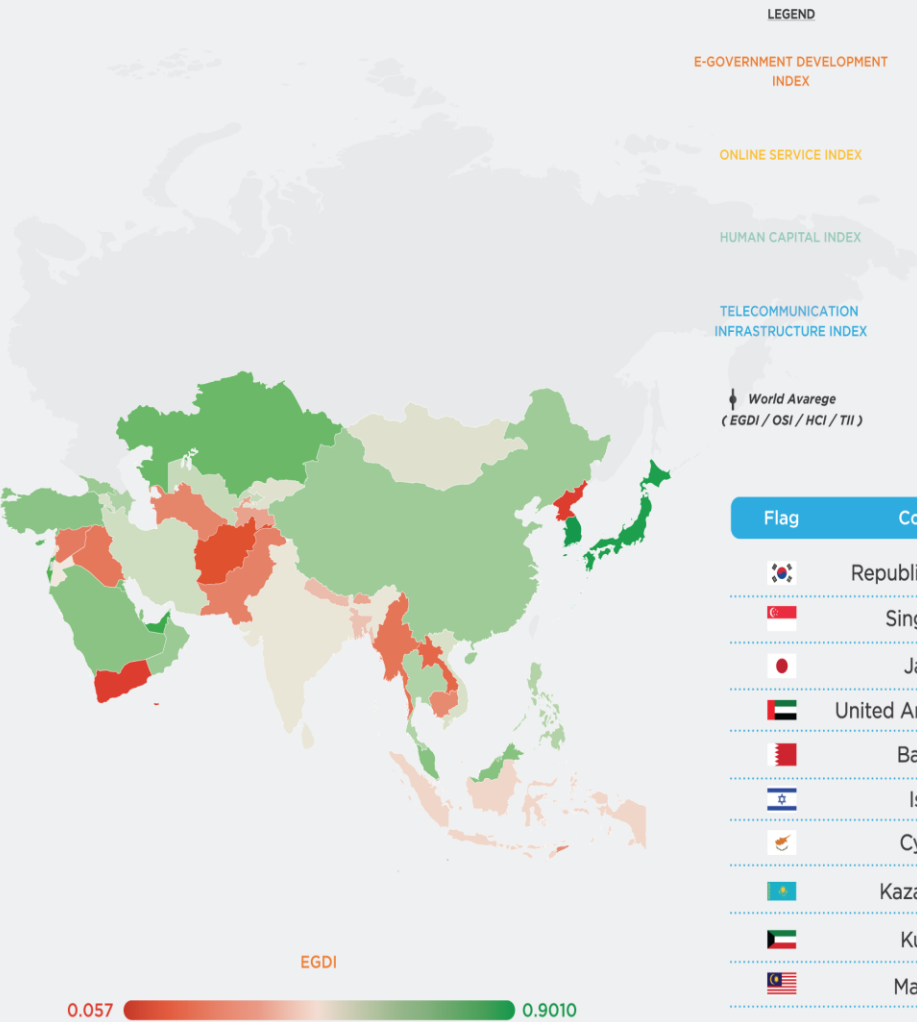 LEGEND
E-GOVERNMENT DEVELOPMENT
INDEX
ONLINE SERVICE INDEX
HUMAN CAPITAL INDEX
TELECOMMUNICATION
INFRASTRUCTURE INDEX
World Avarege
( EGDI / OSI / HCI / TII )
Flag Co
Republi
Sing
Ja
United Ar
Ba
Is
Cy
Kaza
Ku
Ma
EGDI
0.057 0.9010